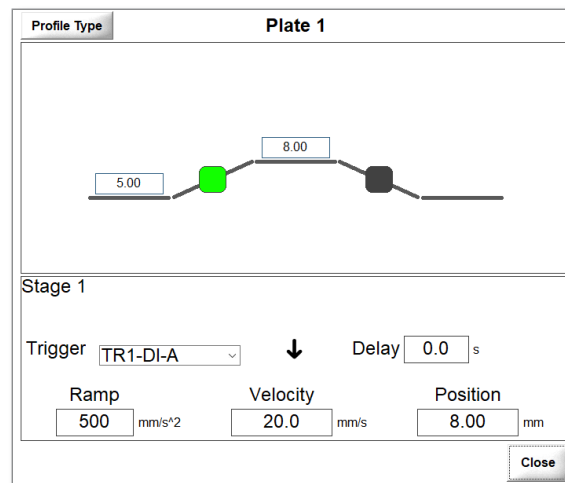 Profile Type
Plate 1
8.00
5.00
Stage 1
Trigger TR1-DI-A Delay 0.0 s
Ramp Velocity Position
500 mm/s^2 20.0 mm/s 8.00 mm
Close